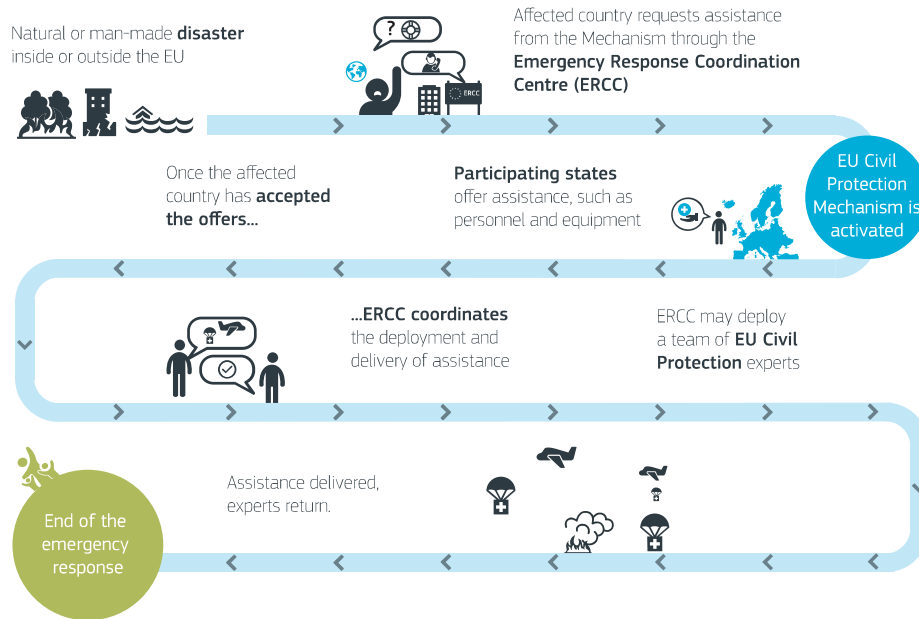 Natural or man-made disaster
inside or outside the EU
?
ERCC
Affected country requests assistance
from the Mechanism through the
Emergency Response Coordination
Centre (ERCC)
EU Civil
Protection
Mechanism is
activated
Participating states
offer assistance, such as
personnel and equipment
Once the affected
country has accepted
the offers...
...ERCC coordinates
the deployment and
delivery of assistance
ERCC may deploy
a team of EU Civil
Protection experts
Assistance delivered,
experts return.
End of the
emergency
response